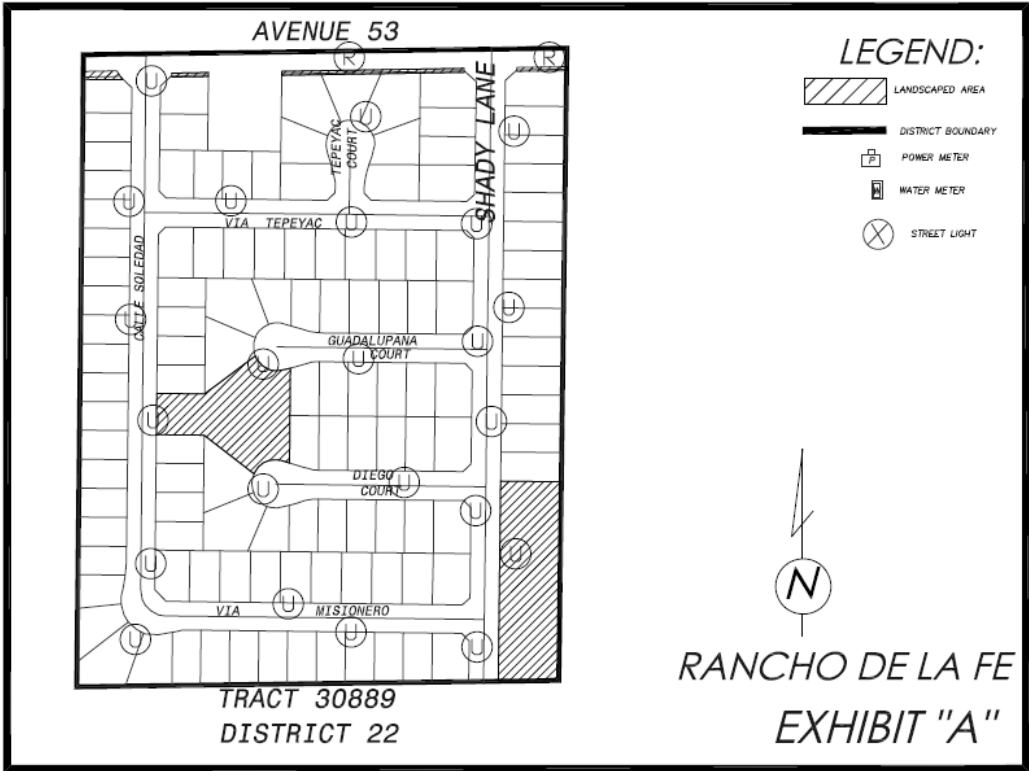 AVENUE 53
LEGEND:
LANDSCAPED AREA
DISTRICT BOUNDARY
P
POWER METER
W
WATER METER
STREET LIGHT
R
R
U
U
U
SHADY LANE
TEPEYAC
COURT
U
U
U
U
VIA TEPEYAC
CALLE SOLEDAD
U
U
GUADALUPANA
COURT
U
U
U
U
U
DIEGO
COURT
U
U
U
U
U
U
VIA MISIONERO
U
U
U
N
TRACT 30889
DISTRICT 22
RANCHO DE LA FE
EXHIBIT "A"